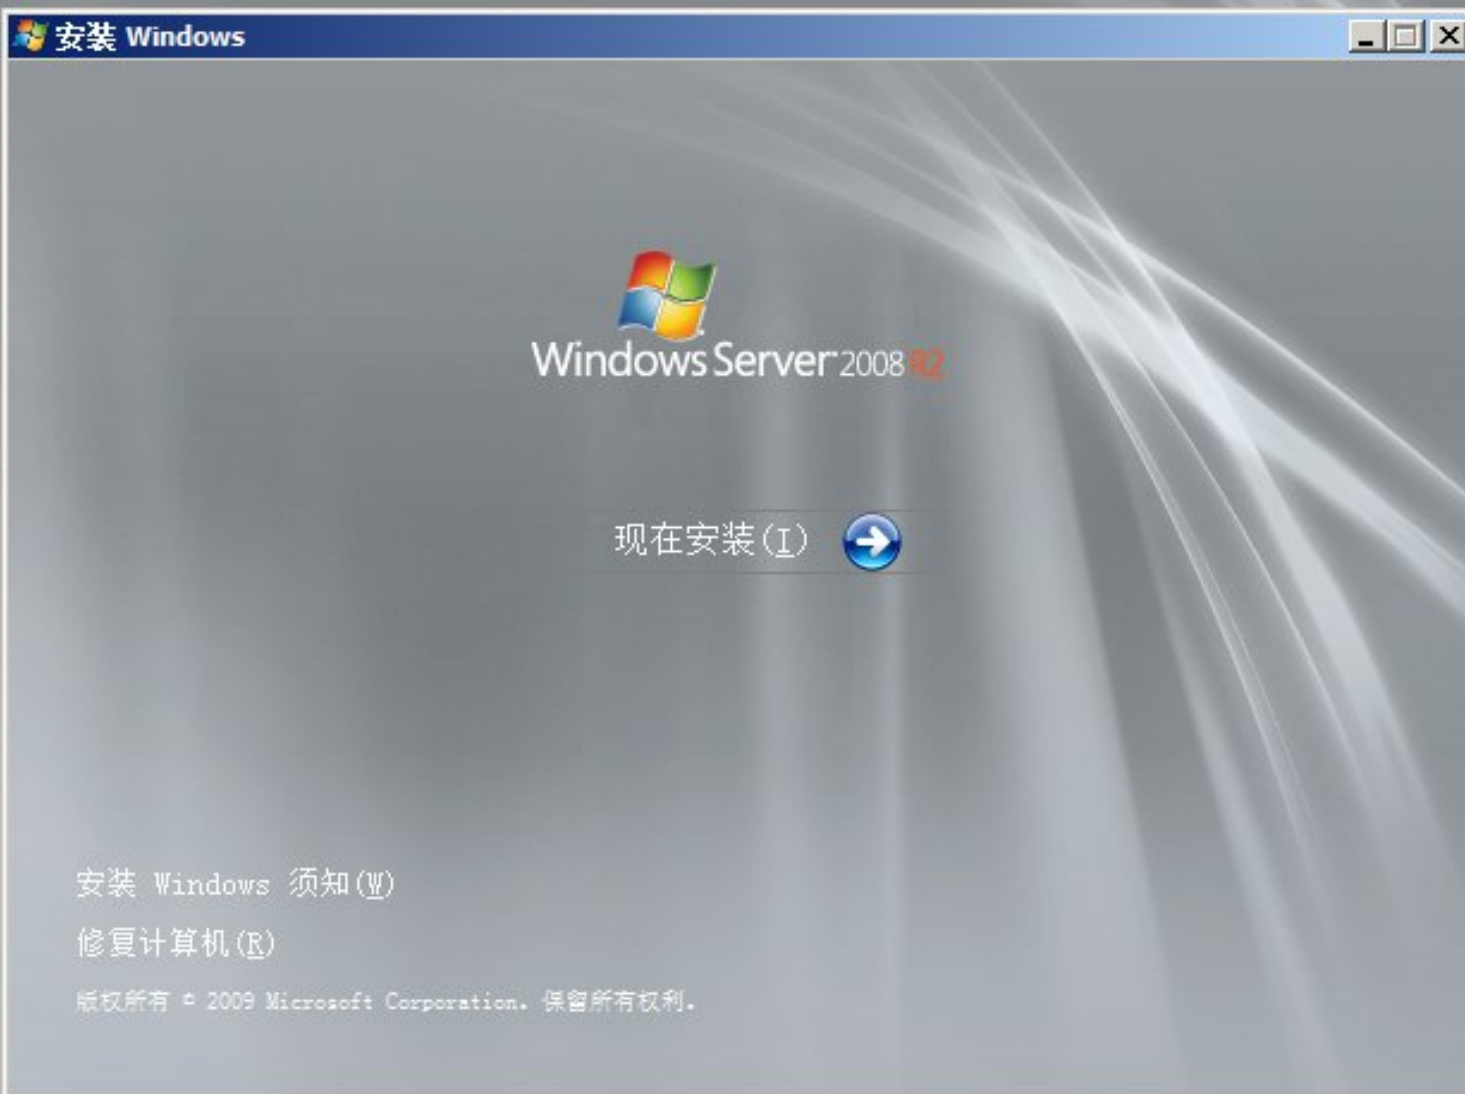 安装 Windows
Windows Server 2008 R2
现在安装(I)
安装 Windows 须知(W)
修复计算机(R)
版权所有 © 2009 Microsoft Corporation。保留所有权利。